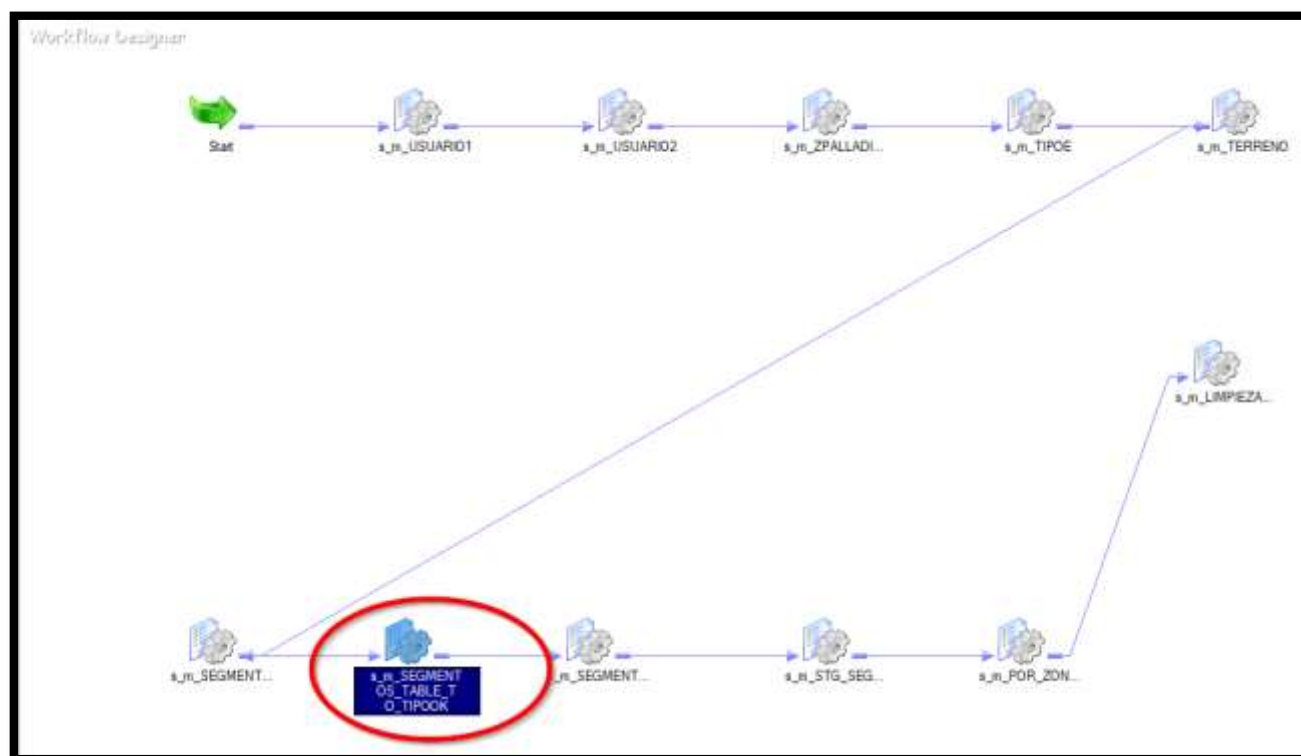 Workflow Designer
Start
s_m_USUARIO1
s_m_USUARIO2
s_m_ZPALLADI...
s_m_TIPOE
s_m_TERRENO
s_m_LIMPIEZA...
s_m_SEGMENT...
s_m_SEGMENT
OS_TABLE_T
O_TIPOOK
_m_SEGMENT...
s_m_STG_SEG...
s_m_POR_ZON...